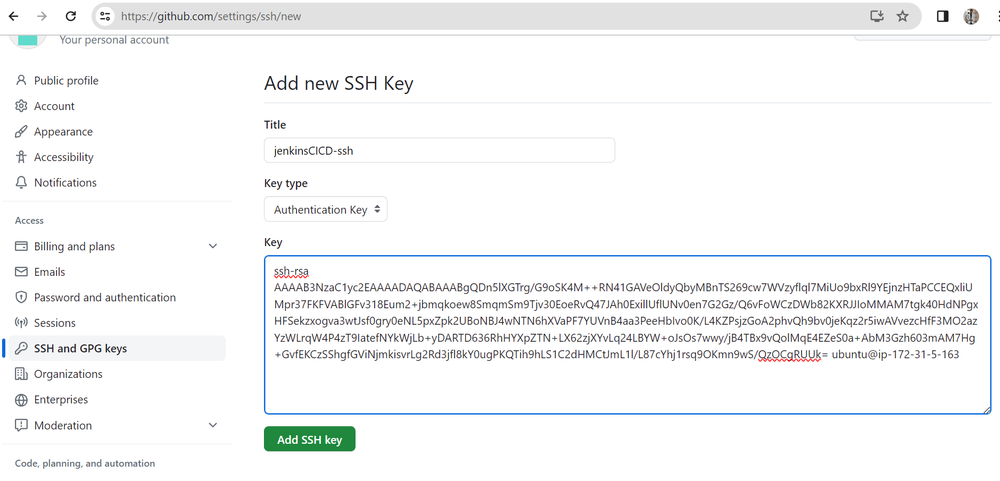 https://github.com/settings/ssh/new
Your personal account
Public profile
Account
Appearance
Accessibility
Notifications
Access
Billing and plans
Emails
Password and authentication
Sessions
SSH and GPG keys
Organizations
Enterprises
Moderation
Code, planning, and automation
Add new SSH Key
Title
jenkinsCICD-ssh
Key type
Authentication Key
Key
ssh-rsa
AAAAB3NzaC1yc2EAAAADAQABAAABgQDn5lXGTrg/G9oSK4M++RN41GAVeOldyQbyMBnTS269cw7WVzyflql7MiUo9bxRl9YEjnzHTaPCCEQxliU
Mpr37FKFVABlGFv318Eum2+jbmqkoew8SmqmSm9Tjv30EoeRvQ47JAh0ExillUflUNv0en7G2Gz/Q6vFoWCzDWb82KXRJJIoMMAM7tgk40HdNPgx
HFSekzxogva3wtJsf0gry0eNL5pxZpk2UBoNBJ4wNTN6hXVaPF7YUVnB4aa3PeeHbIvo0K/L4KZPsjzGoA2phvQh9bv0jeKqz2r5iwAVvezcHfF3MO2az
YzWLrqW4P4zT9IatefNYkWjLb+yDARTD636RhHYXpZTN+LX62zjXYvLq24LBYW+oJsOs7wwy/jB4TBx9vQolMqE4EZeS0a+AbM3Gzh603mAM7Hg
+GvfEKCzSShgfGViNjmkisvrLg2Rd3jfl8kY0ugPKQTih9hLS1C2dHMCtJmL1l/L87cYhj1rsq9OKmn9wS/QzOCgRUUk= ubuntu@ip-172-31-5-163
Add SSH key